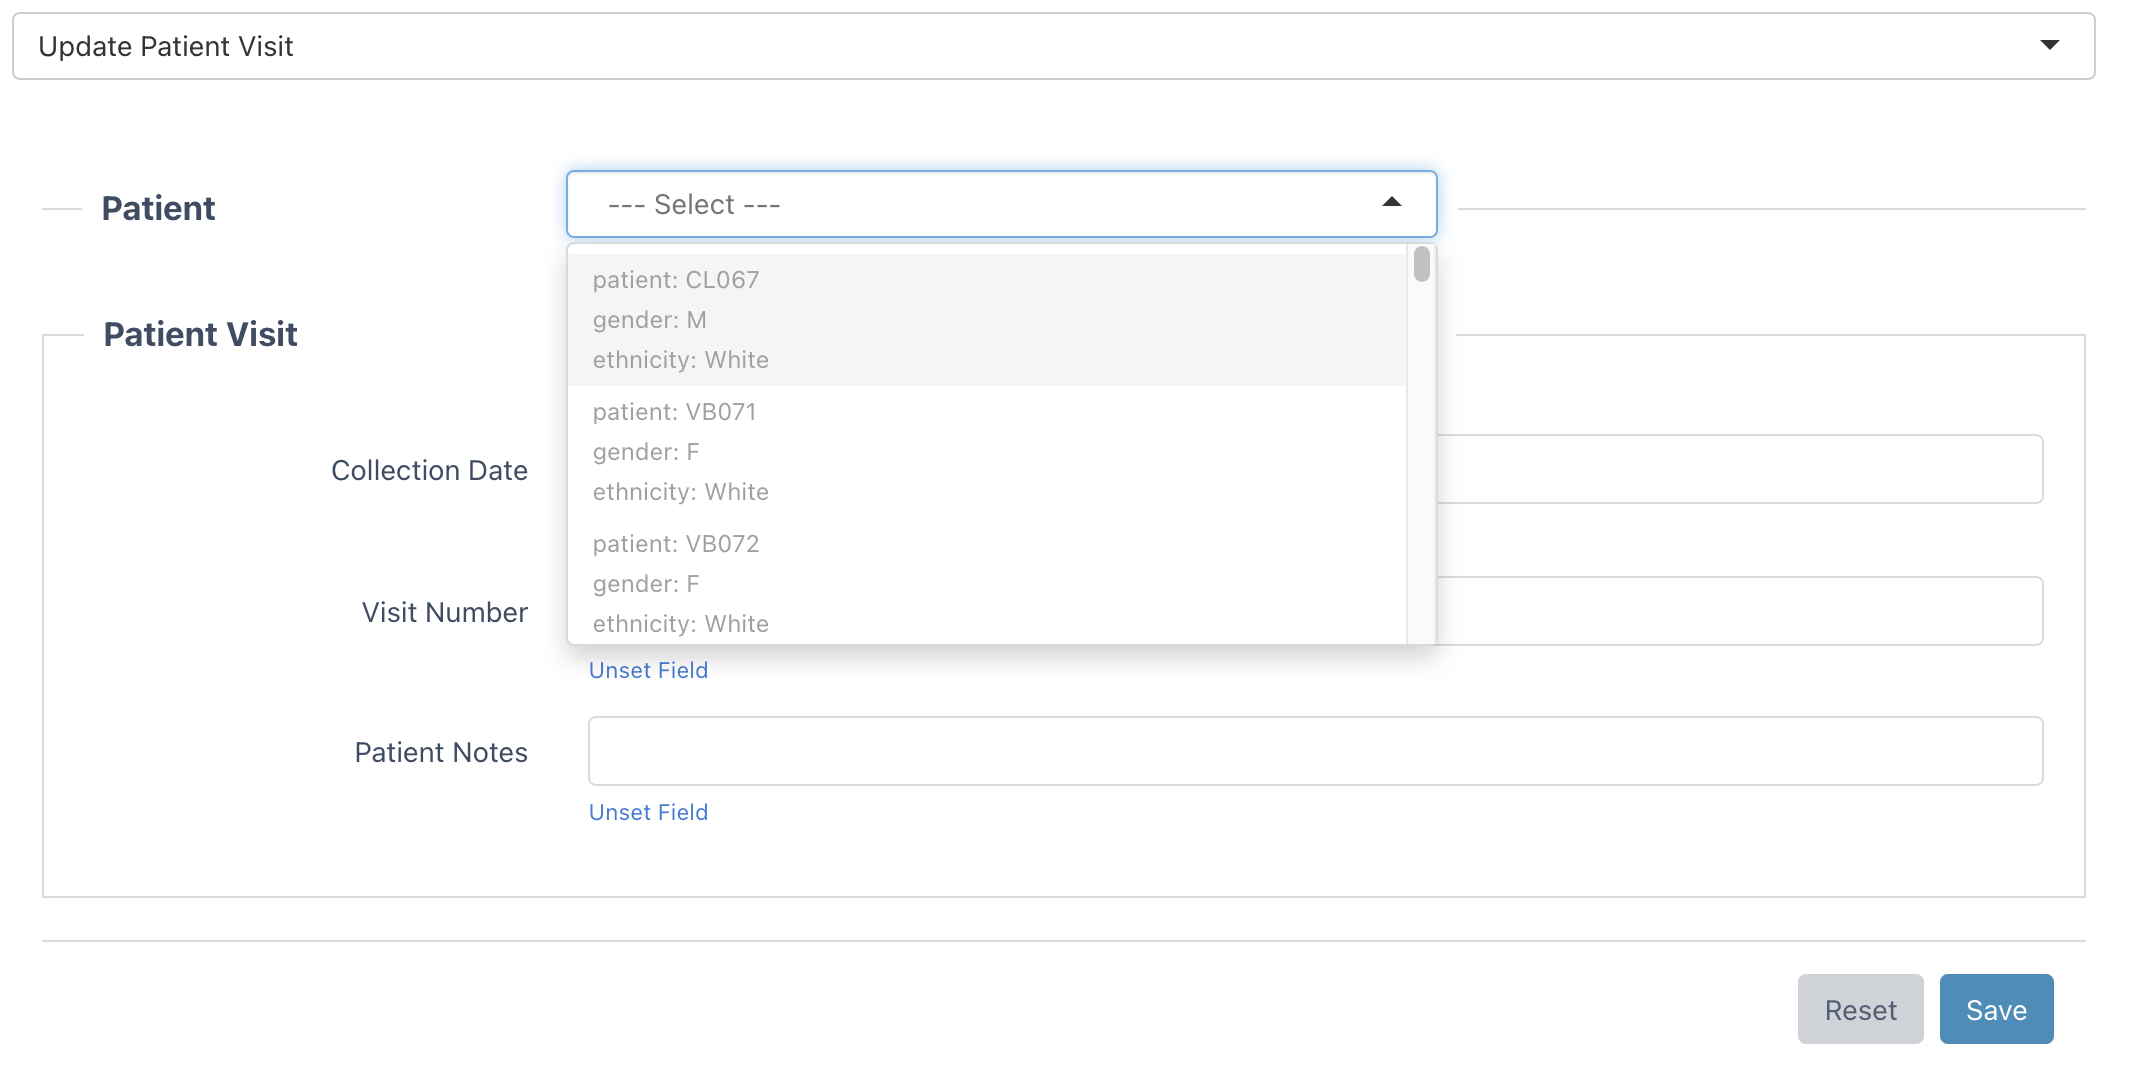 Update Patient Visit
Patient
--- Select ---
patient: CL067
gender: M
ethnicity: White
patient: VB071
gender: F
ethnicity: White
patient: VB072
gender: F
ethnicity: White
Patient Visit
Collection Date
Visit Number
Unset Field
Patient Notes
Unset Field
Reset Save